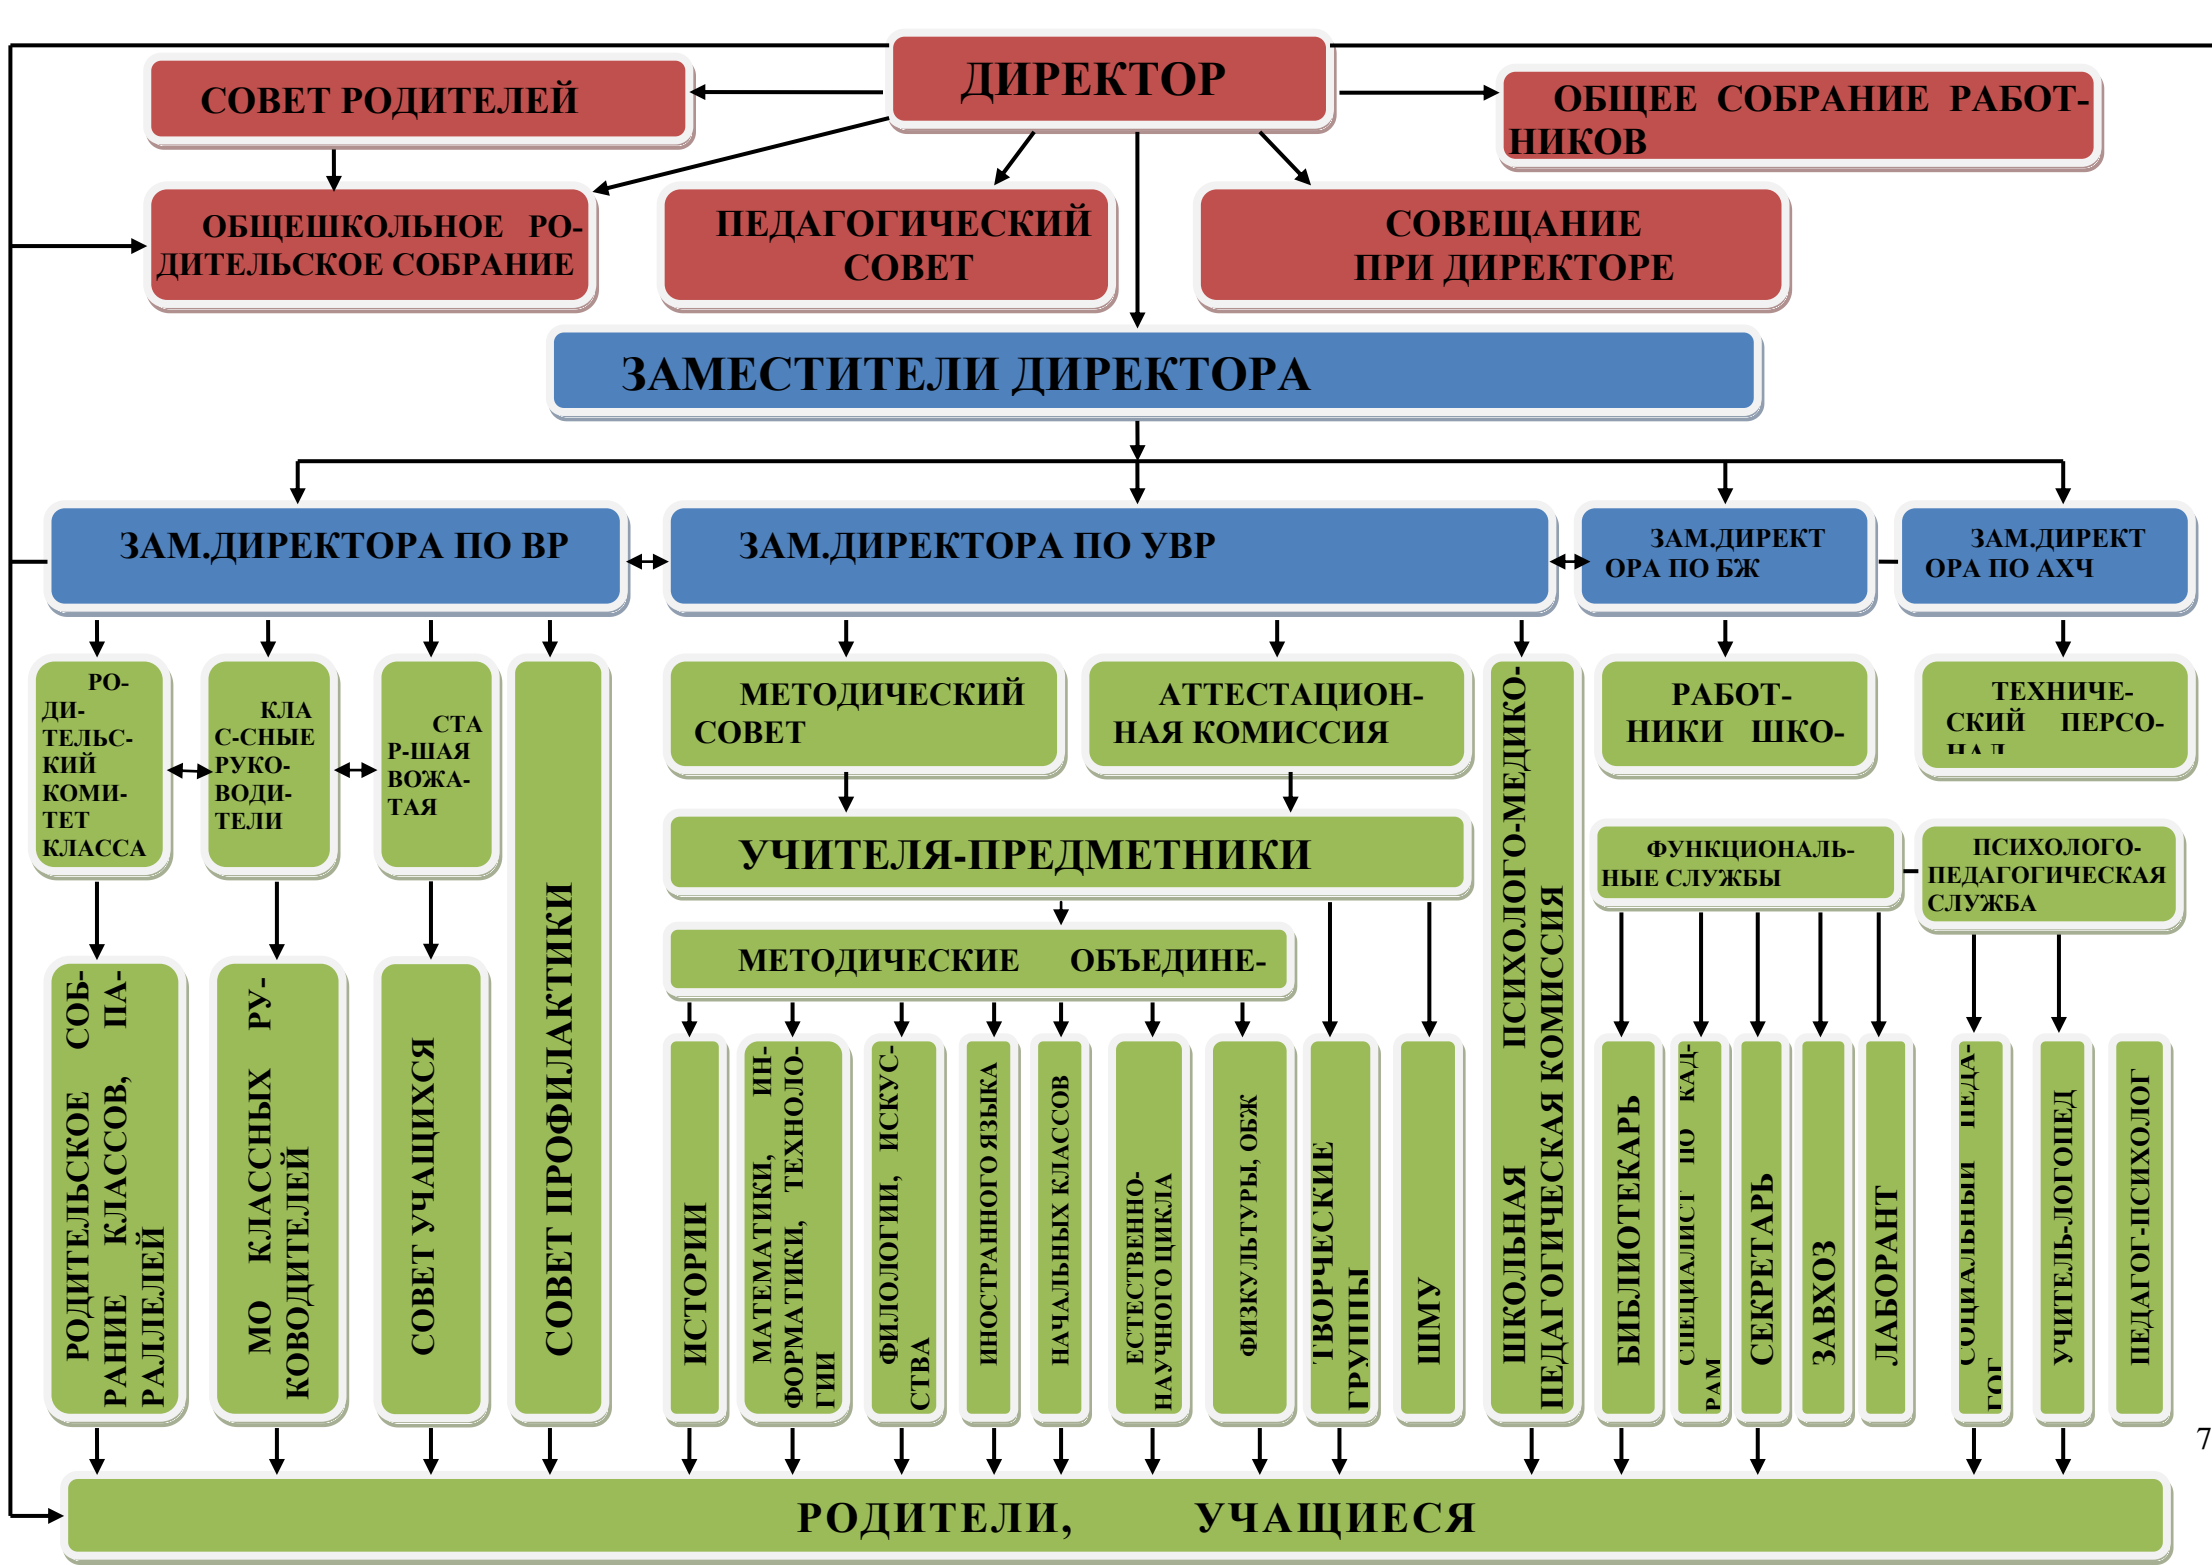 ДИРЕКТОР
СОВЕТ РОДИТЕЛЕЙ
ОБЩЕЕ СОБРАНИЕ РАБОТ-
НИКОВ
ОБЩЕШКОЛЬНОЕ РО-
ДИТЕЛЬСКОЕ СОБРАНИЕ
ПЕДАГОГИЧЕСКИЙ
СОВЕТ
СОВЕЩАНИЕ
ПРИ ДИРЕКТОРЕ
ЗАМЕСТИТЕЛИ ДИРЕКТОРА
ЗАМ.ДИРЕКТОРА ПО ВР
ЗАМ.ДИРЕКТОРА ПО УВР
ЗАМ.ДИРЕКТ
ОРА ПО БЖ
ЗАМ.ДИРЕКТ
ОРА ПО АХЧ
РО-
ДИ-
ТЕЛЬС-
КИЙ
КОМИ-
ТЕТ
КЛАССА
КЛА
С-СНЫЕ
РУКО-
ВОДИ-
ТЕЛИ
СТА
Р-ШАЯ
ВОЖА-
ТАЯ
СОВЕТ ПРОФИЛАКТИКИ
МЕТОДИЧЕСКИЙ
СОВЕТ
АТТЕСТАЦИОН-
НАЯ КОМИССИЯ
ШКОЛЬНАЯ ПСИХОЛОГО-МЕДИКО-
ПЕДАГОГИЧЕСКАЯ КОМИССИЯ
РАБОТ-
НИКИ ШКО-
ТЕХНИЧЕ-
СКИЙ ПЕРСО-
НАЛ
УЧИТЕЛЯ-ПРЕДМЕТНИКИ
ФУНКЦИОНАЛЬ-
НЫЕ СЛУЖБЫ
ПСИХОЛОГО-
ПЕДАГОГИЧЕСКАЯ
СЛУЖБА
МЕТОДИЧЕСКИЕ ОБЪЕДИНЕ-
РОДИТЕЛЬСКОЕ СОБ-
РАНИЕ КЛАССОВ, ПА-
РАЛЛЕЛЕЙ
МО КЛАССНЫХ РУ-
КОВОДИТЕЛЕЙ
СОВЕТ УЧАЩИХСЯ
ИСТОРИИ
МАТЕМАТИКИ, ИН-
ФОРМАТИКИ, ТЕХНОЛО-
ГИИ
ФИЛОЛОГИИ, ИСКУС-
СТВА
ИНОСТРАННОГО ЯЗЫКА
НАЧАЛЬНЫХ КЛАССОВ
ЕСТЕСТВЕННО-
НАУЧНОГО ЦИКЛА
ФИЗКУЛЬТУРЫ, ОБЖ
ТВОРЧЕСКИЕ
ГРУППЫ
ШМУ
БИБЛИОТЕКАРЬ
СПЕЦИАЛИСТ ПО КАД-
РАМ
СЕКРЕТАРЬ
ЗАВХОЗ
ЛАБОРАНТ
СОЦИАЛЬНЫЙ ПЕДА-
ГОГ
УЧИТЕЛЬ-ЛОГОПЕД
ПЕДАГОГ-ПСИХОЛОГ
7
РОДИТЕЛИ, УЧАЩИЕСЯ